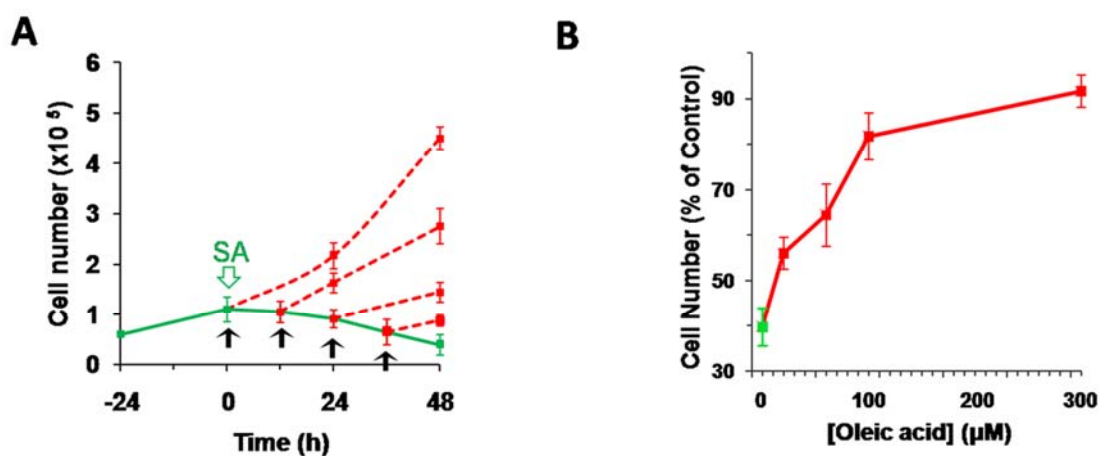 A
Cell number (x10 5)
6
5
4
3
2
1
0
SA
-24
0
24
48
Time (h)
B
Cell Number (% of Control)
90
70
50
30
0
100
200
300
[Oleic acid] (µM)